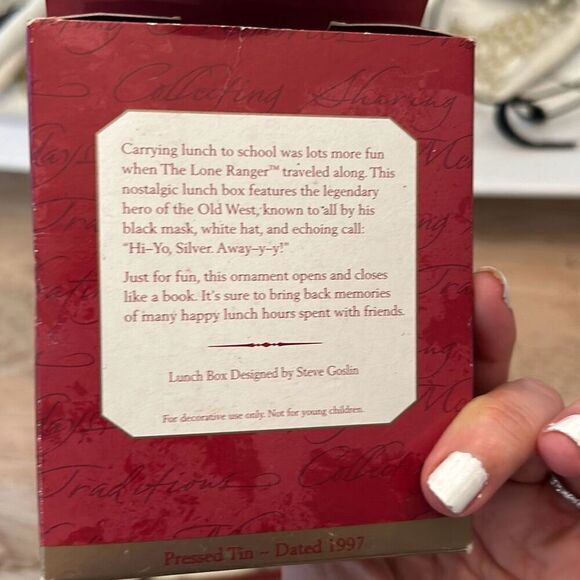 Collecting Sharing
Carrying lunch to school was lots more fun
when The Lone Ranger™ traveled along. This
nostalgic lunch box features the legendary
hero of the Old West, known to all by his
black mask, white hat, and echoing call:
"Hi-Yo, Silver. Away-y-y!"
Just for fun, this ornament opens and closes
like a book. It's sure to bring back memories
of many happy lunch hours spent with friends.
Lunch Box Designed by Steve Goslin
For decorative use only. Not for young children.
Traditions Collecti
Pressed Tin – Dated 1997